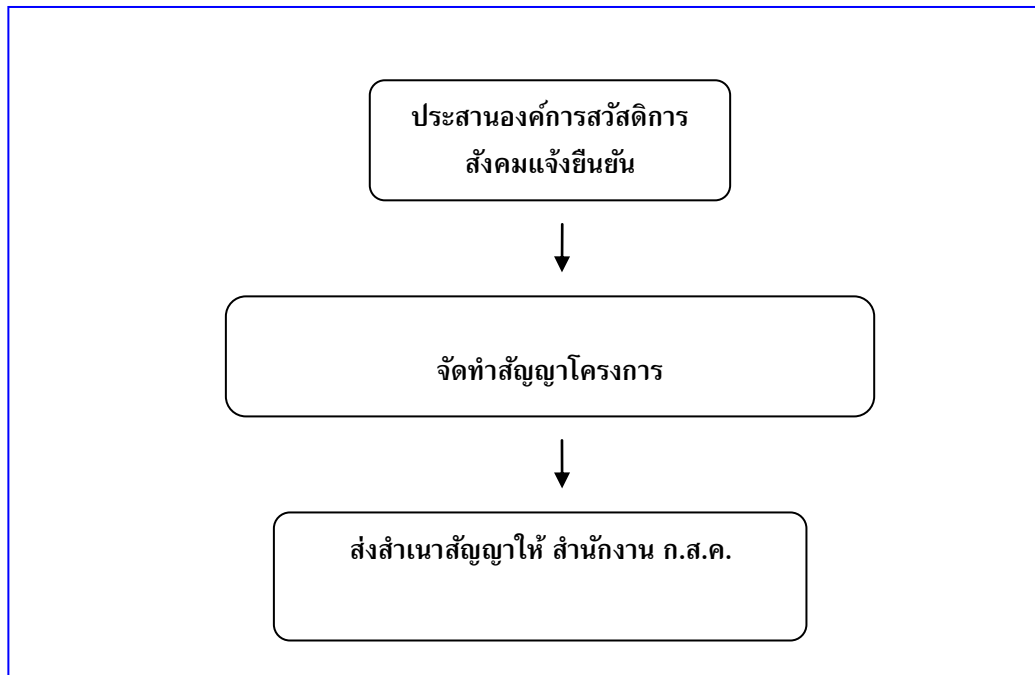 ประสานองค์การสวัสดิการ
สังคมแจ้งยืนยัน
จัดทำสัญญาโครงการ
ส่งสำเนาสัญญาให้ สำนักงาน ก.ส.ค.